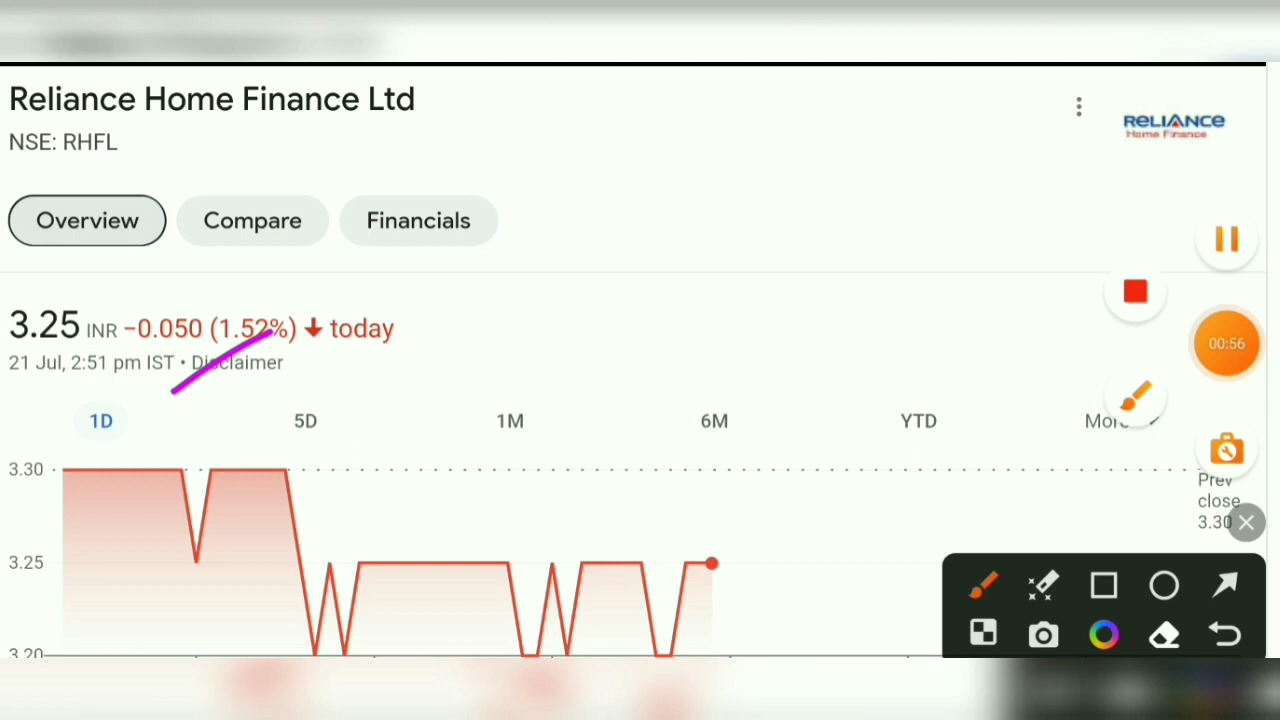 Reliance Home Finance Ltd
NSE: RHFL
RELIANCE
Home Finance
Overview Compare Financials
3.25 INR −0.050 (1.52%) ↓ today
21 Jul, 2:51 pm IST • Disclaimer
00:56
1D 5D 1M 6M YTD More
3.30
Prev
close
3.30
3.25
3.20